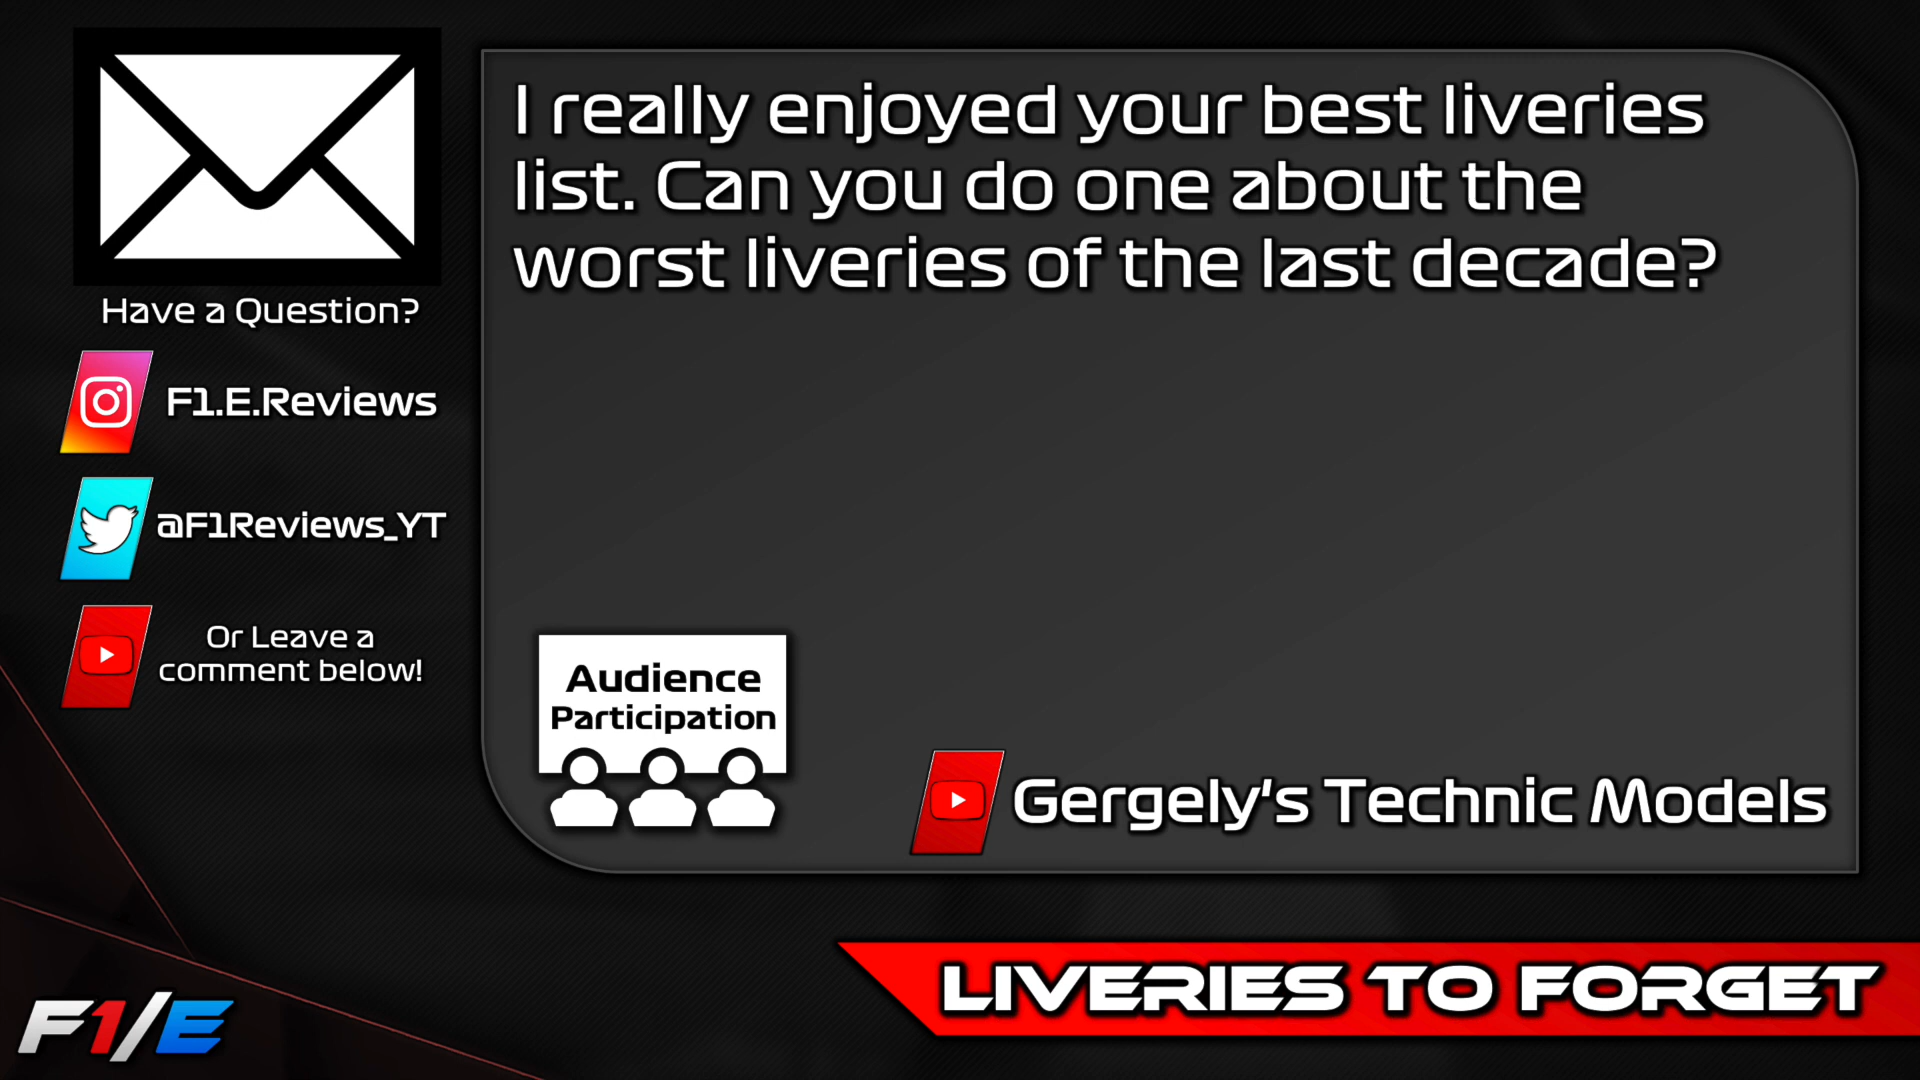 Have a Question?
F1.E.Reviews
@F1Reviews_YT
Or Leave a
comment below!
I really enjoyed your best liveries
list. Can you do one about the
worst liveries of the last decade?
Audience
Participation
Gergely's Technic Models
LIVERIES TO FORGET
F1/E